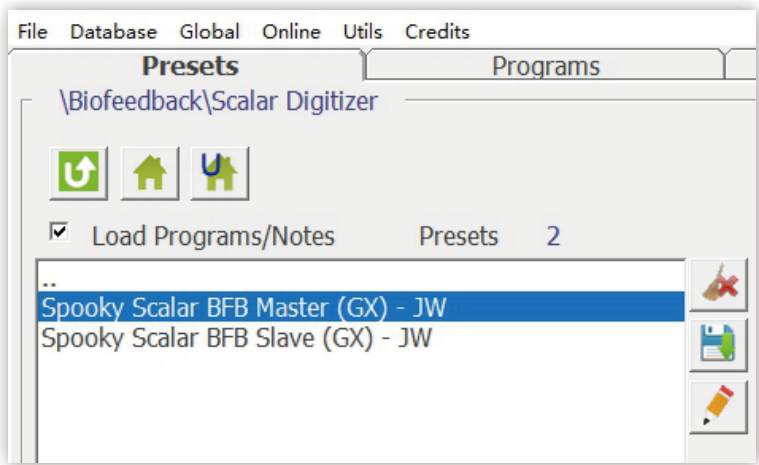 File Database Global Online Utils Credits
Presets Programs
\Biofeedback\Scalar Digitizer
U
Load Programs/Notes Presets 2
..
Spooky Scalar BFB Master (GX) - JW
Spooky Scalar BFB Slave (GX) - JW